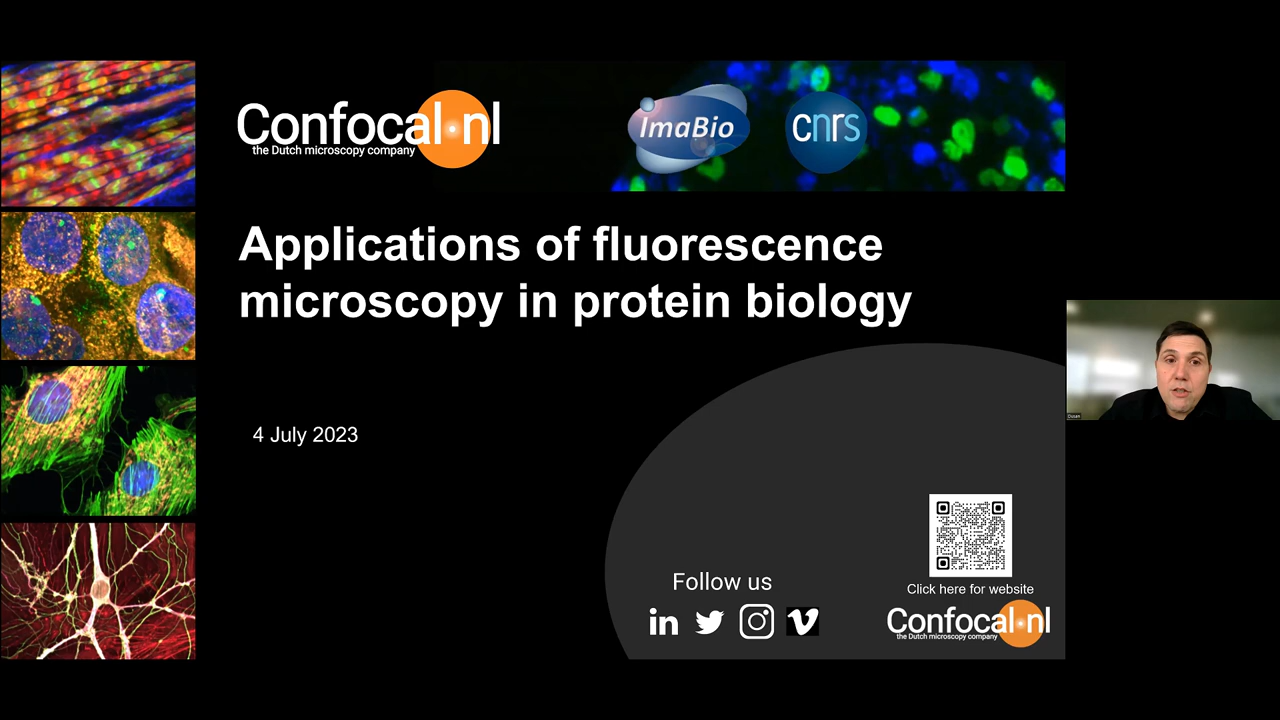 Confocal.nl
the Dutch microscopy company
ImaBio
cnrs
Applications of fluorescence
microscopy in protein biology
4 July 2023
Follow us
in
Click here for website
Confocal.nl
the Dutch microscopy company